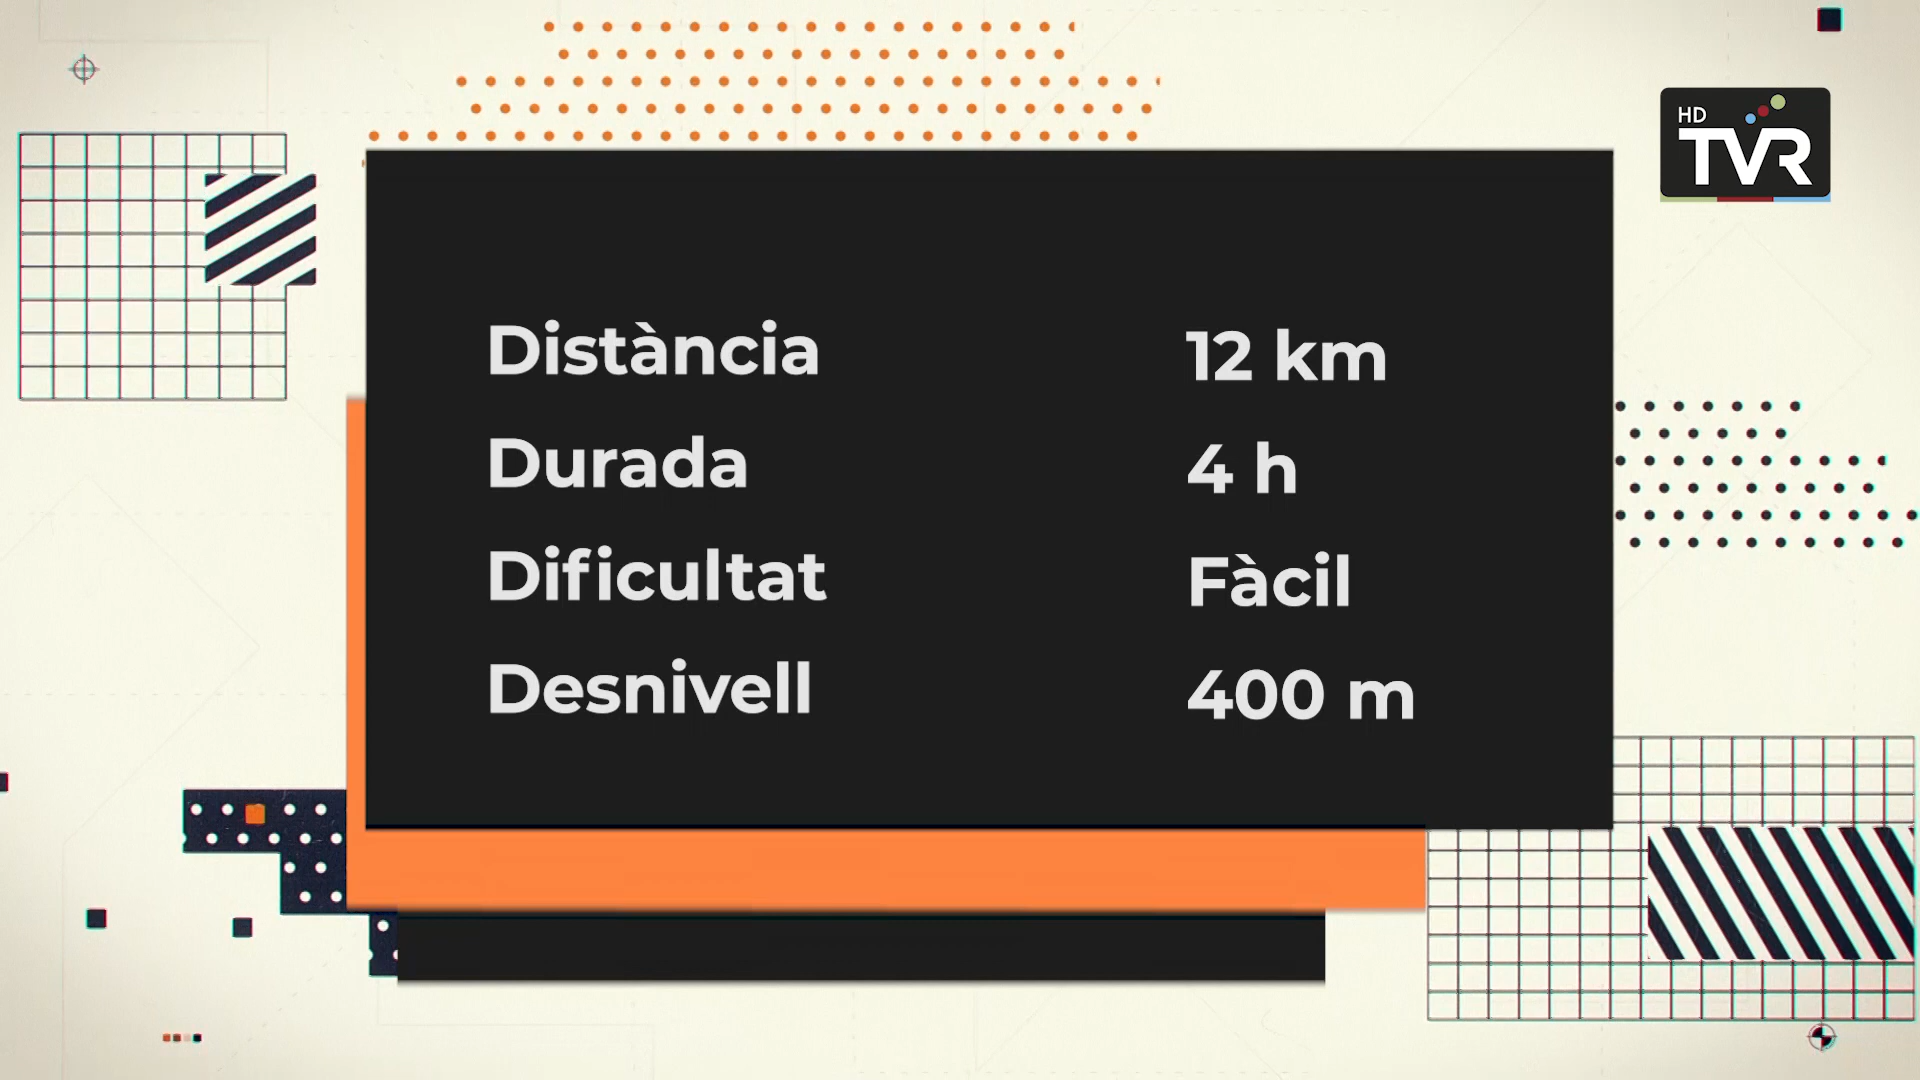 HD
TVR
Distància 12 km
Durada 4 h
Dificultat Fàcil
Desnivell 400 m